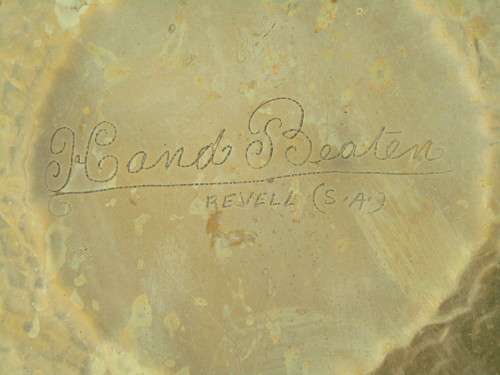 Hand Beaten
REVELL (S.A.)